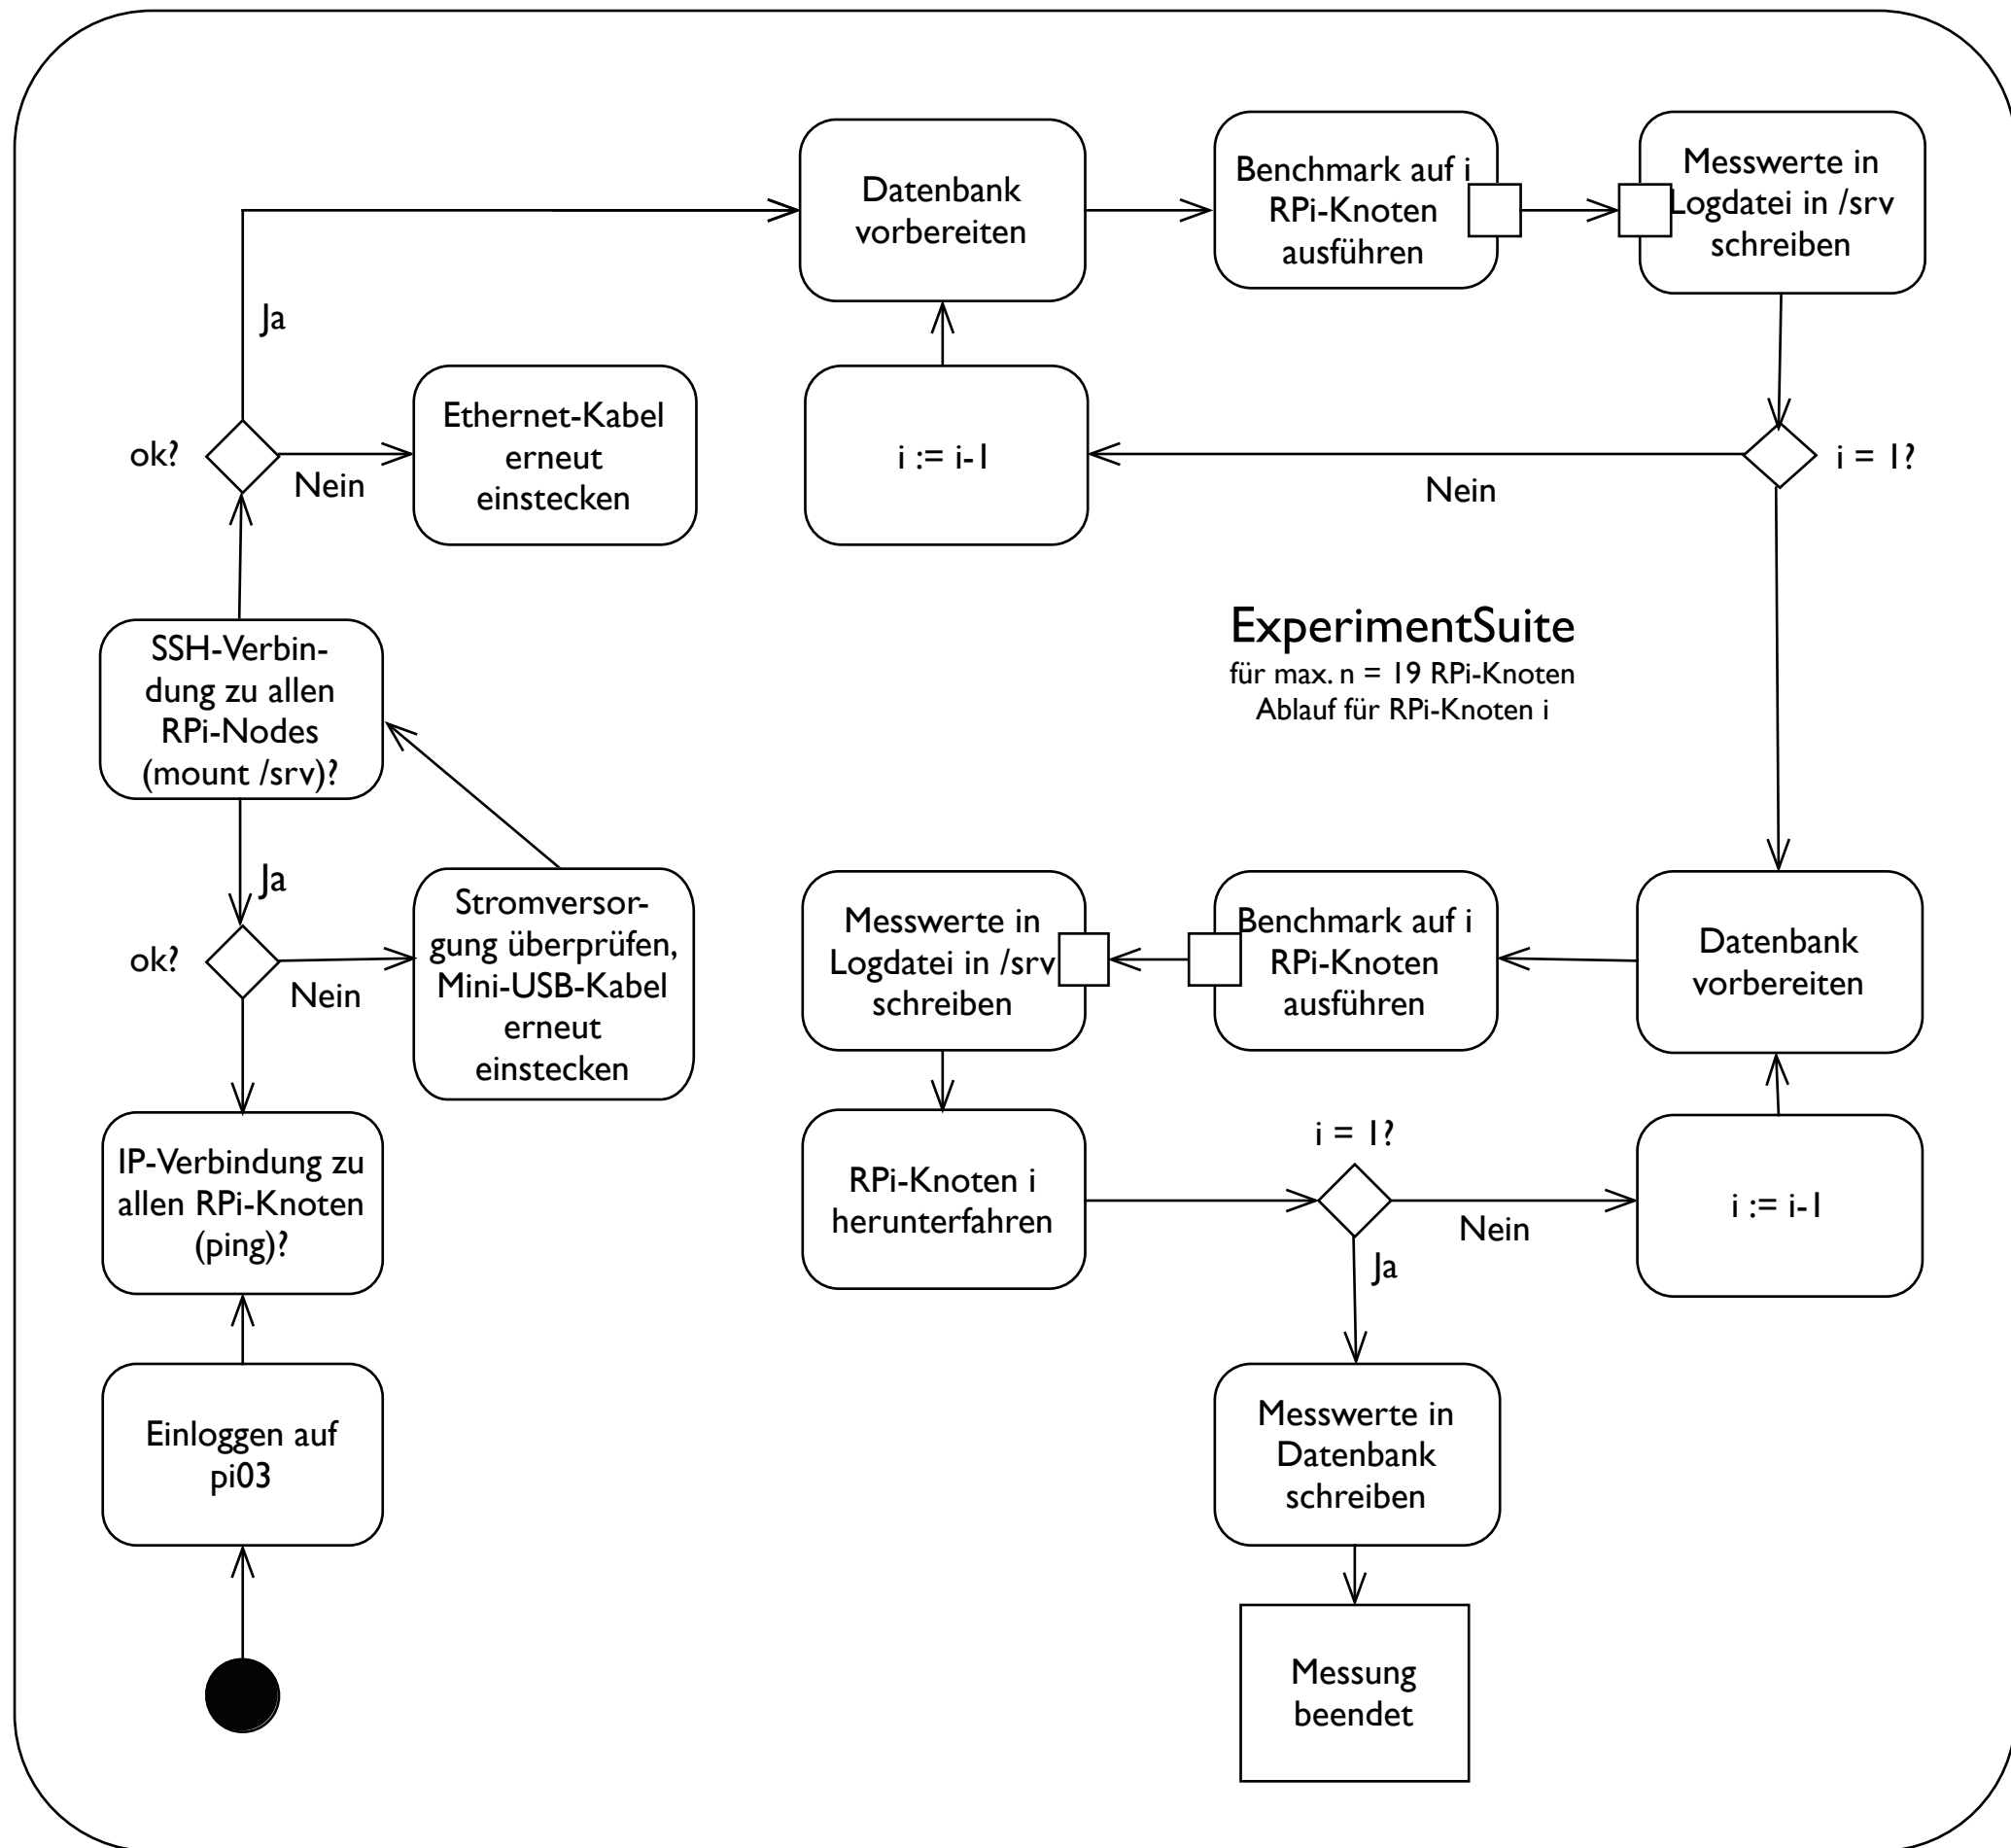 Datenbank
vorbereiten
Benchmark auf i
RPi-Knoten
ausführen
Messwerte in
Logdatei in /srv
schreiben
Ja
ok?
Nein
Ethernet-Kabel
erneut
einstecken
i := i-1
Nein
i = 1?
SSH-Verbin-
dung zu allen
RPi-Nodes
(mount /srv)?
ExperimentSuite
für max. n = 19 RPi-Knoten
Ablauf für RPi-Knoten i
Ja
ok?
Nein
Stromversor-
gung überprüfen,
Mini-USB-Kabel
erneut
einstecken
Messwerte in
Logdatei in /srv
schreiben
Benchmark auf i
RPi-Knoten
ausführen
Datenbank
vorbereiten
IP-Verbindung zu
allen RPi-Knoten
(ping)?
RPi-Knoten i
herunterfahren
i = 1?
Nein
Ja
i := i-1
Einloggen auf
pi03
Messwerte in
Datenbank
schreiben
Messung
beendet